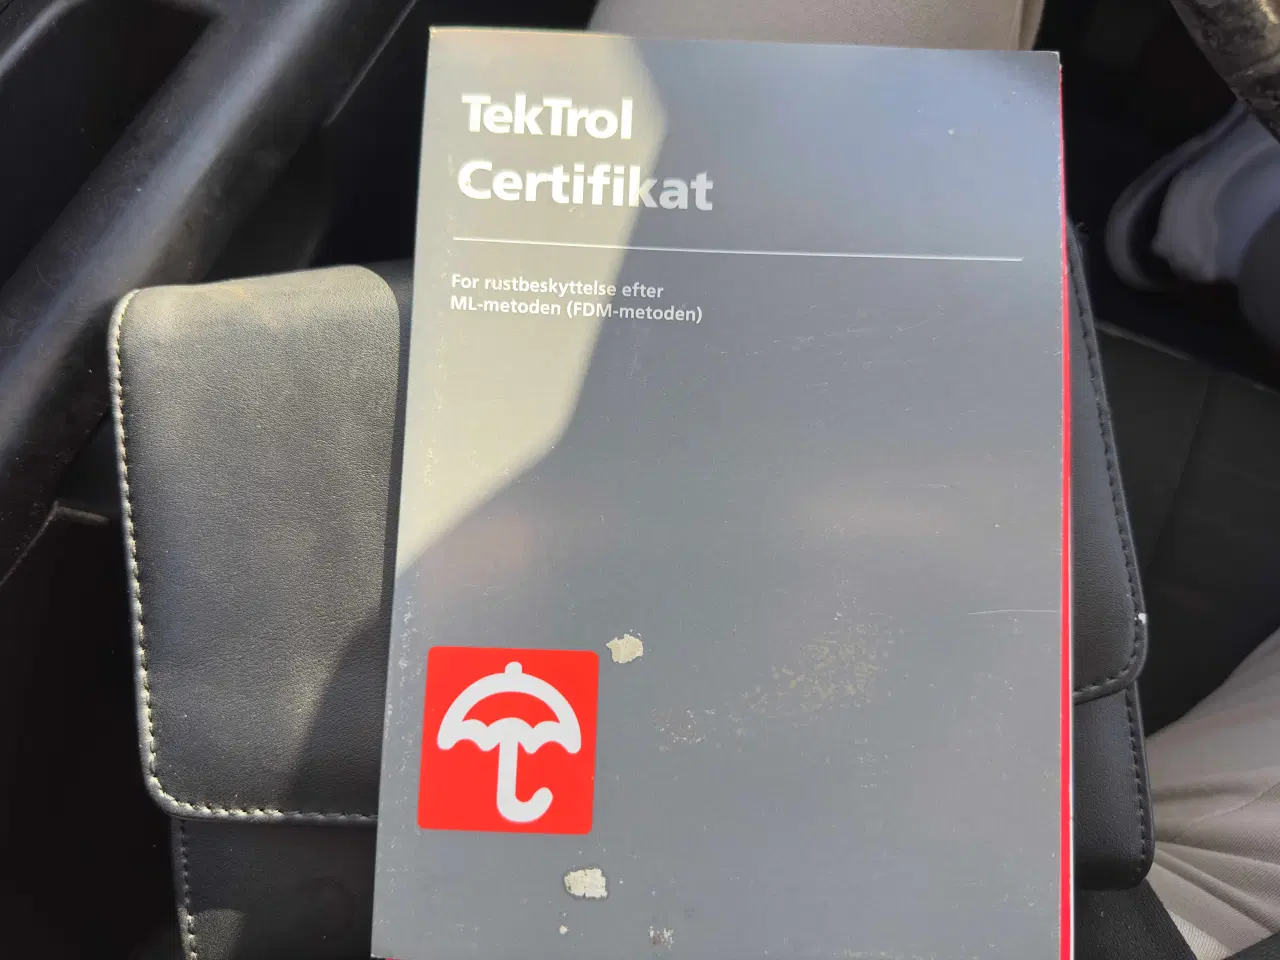 TekTrol
Certifikat
For rustbeskyttelse efter
ML-metoden (FDM-metoden)